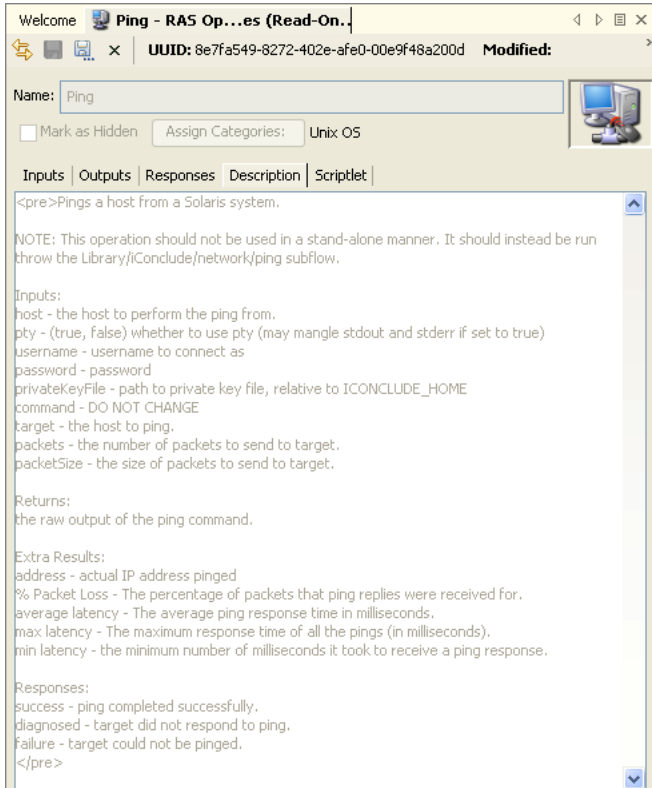 Welcome Ping - RAS Op...es (Read-On..
UUID: 8e7fa549-8272-402e-afe0-00e9f48a200d Modified:
Name: Ping
Mark as Hidden Assign Categories: Unix OS
Inputs Outputs Responses Description Scriptlet
<pre>Pings a host from a Solaris system.
NOTE: This operation should not be used in a stand-alone manner. It should instead be run
throw the Library/iConclude/network/ping subflow.
Inputs:
host - the host to perform the ping from.
pty - (true, false) whether to use pty (may mangle stdout and stderr if set to true)
username - username to connect as
password - password
privateKeyFile - path to private key file, relative to ICONCLUDE_HOME
command - DO NOT CHANGE
target - the host to ping.
packets - the number of packets to send to target.
packetSize - the size of packets to send to target.
Returns:
the raw output of the ping command.
Extra Results:
address - actual IP address pinged
% Packet Loss - The percentage of packets that ping replies were received for.
average latency - The average ping response time in milliseconds.
max latency - The maximum response time of all the pings (in milliseconds).
min latency - the minimum number of milliseconds it took to receive a ping response.
Responses:
success - ping completed successfully.
diagnosed - target did not respond to ping.
failure - target could not be pinged.
</pre>